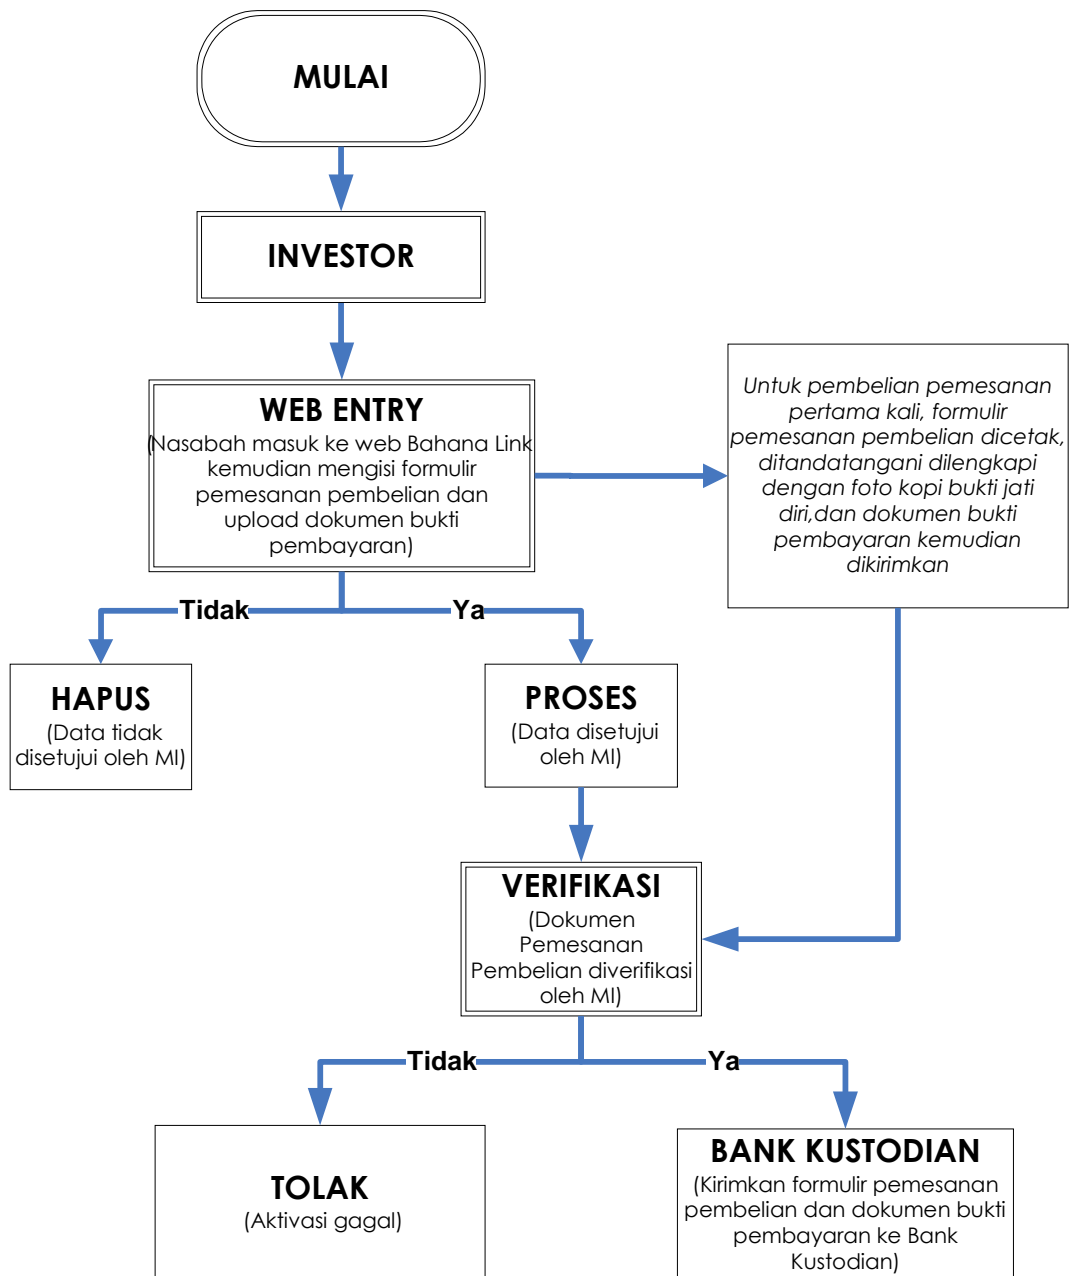 MULAI
INVESTOR
WEB ENTRY
(Nasabah masuk ke web Bahana Link
kemudian mengisi formulir
pemesanan pembelian dan
upload dokumen bukti
pembayaran)
Untuk pembelian pemesanan
pertama kali, formulir
pemesanan pembelian dicetak,
ditandatangani dilengkapi
dengan foto kopi bukti jati
diri,dan dokumen bukti
pembayaran kemudian
dikirimkan
Tidak
Ya
HAPUS
(Data tidak
disetujui oleh MI)
PROSES
(Data disetujui
oleh MI)
VERIFIKASI
(Dokumen
Pemesanan
Pembelian diverifikasi
oleh MI)
Tidak
Ya
TOLAK
(Aktivasi gagal)
BANK KUSTODIAN
(Kirimkan formulir pemesanan
pembelian dan dokumen bukti
pembayaran ke Bank
Kustodian)